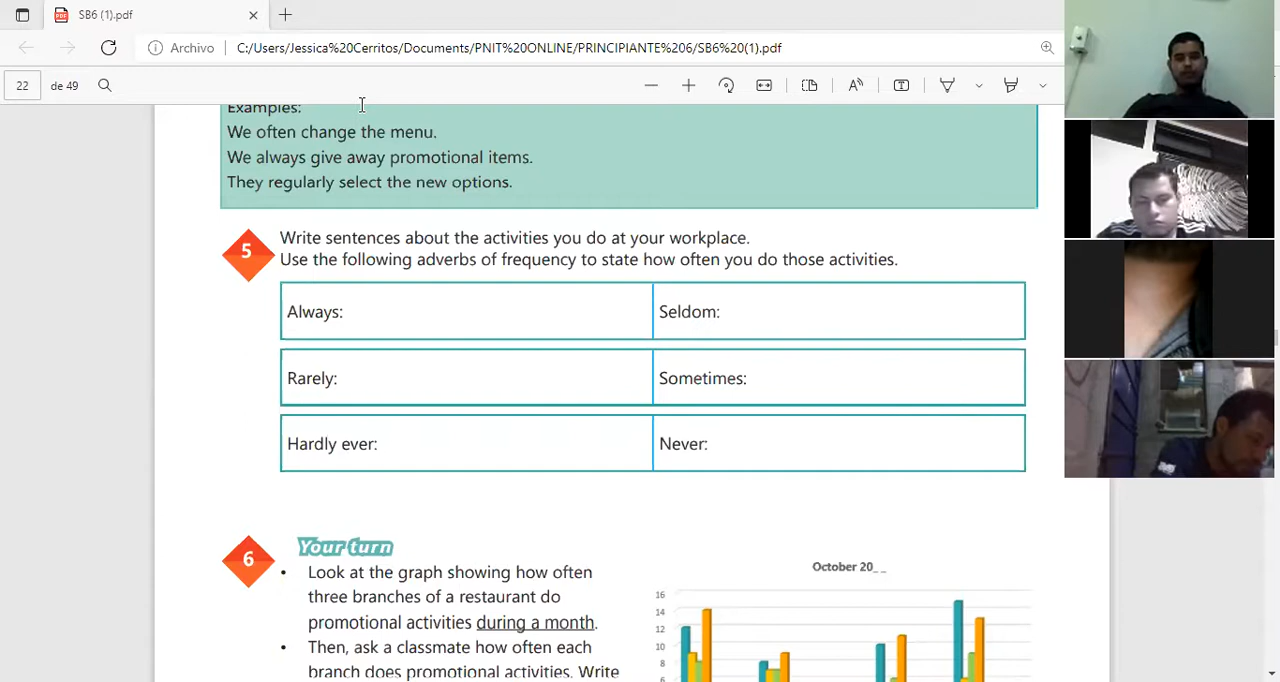 SB6 (1).pdf
Archivo
C:/Users/Jessica%20Cerritos/Documents/PNIT%20ONLINE/PRINCIPIANTE%206/SB6%20(1).pdf
22 de 49
Examples:
We often change the menu.
We always give away promotional items.
They regularly select the new options.
5
Write sentences about the activities you do at your workplace.
Use the following adverbs of frequency to state how often you do those activities.
Always:
Seldom:
Rarely:
Sometimes:
Hardly ever:
Never:
6
Your turn
• Look at the graph showing how often
three branches of a restaurant do
promotional activities during a month.
• Then, ask a classmate how often each
branch does promotional activities. Write
October 20_ _
16
14
12
10
8
6